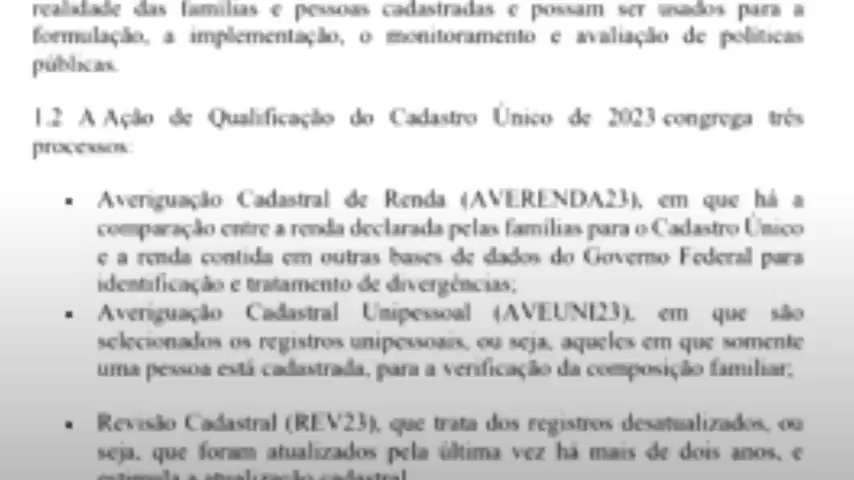 realidade das famílias e pessoas cadastradas e possam ser usados para a
formulação, a implementação, o monitoramento e avaliação de políticas
públicas.
1.2 A Ação de Qualificação do Cadastro Único de 2023 congrega três
processos:
• Averiguação Cadastral de Renda (AVERENDA23), em que há a
comparação entre a renda declarada pelas famílias para o Cadastro Único
e a renda contida em outras bases de dados do Governo Federal para
identificação e tratamento de divergências;
• Averiguação Cadastral Unipessoal (AVEUNI23), em que são
selecionados os registros unipessoais, ou seja, aqueles em que somente
uma pessoa está cadastrada, para a verificação da composição familiar;
• Revisão Cadastral (REV23), que trata dos registros desatualizados, ou
seja, que foram atualizados pela última vez há mais de dois anos, e
estimula a atualização cadastral.